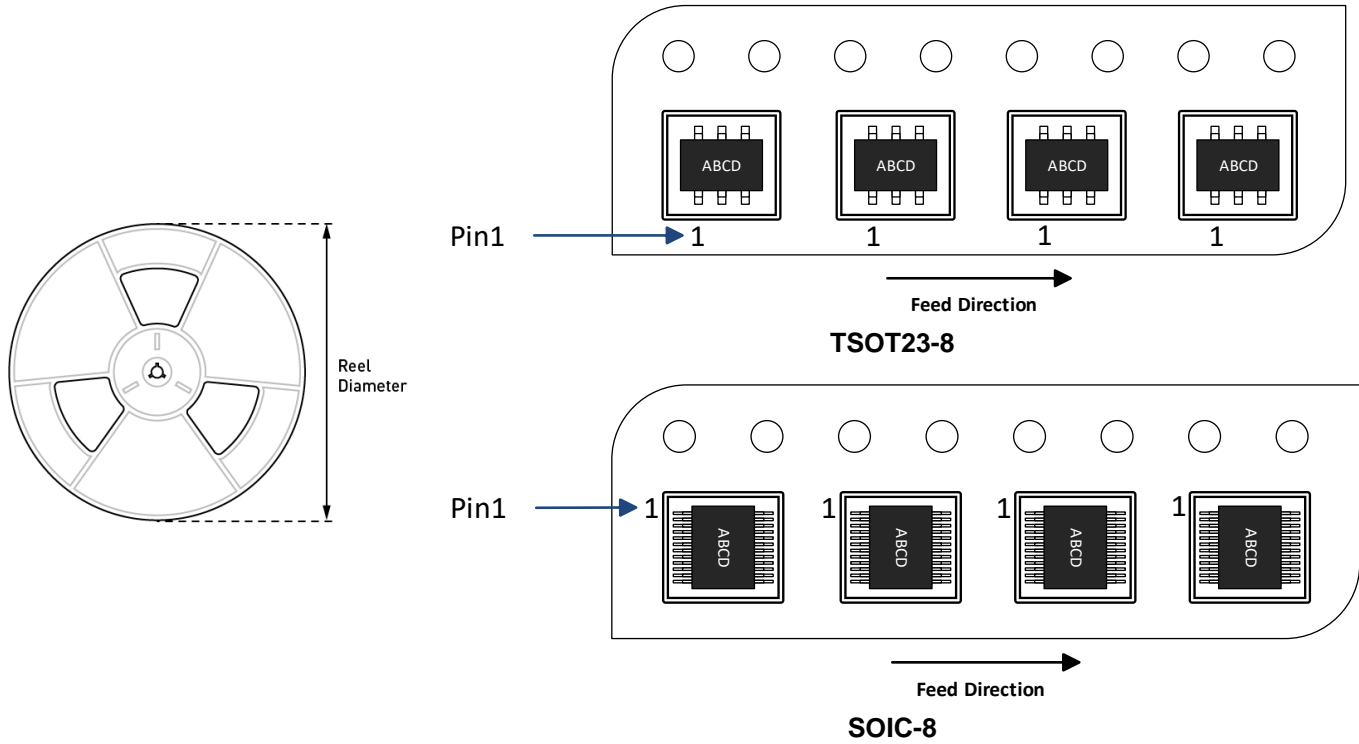 ABCD ABCD ABCD ABCD
Pin1 1 1 1 1
Feed Direction
TSOT23-8
Reel
Diameter
Pin1 1 1 1 1
ABCD ABCD ABCD ABCD
Feed Direction
SOIC-8